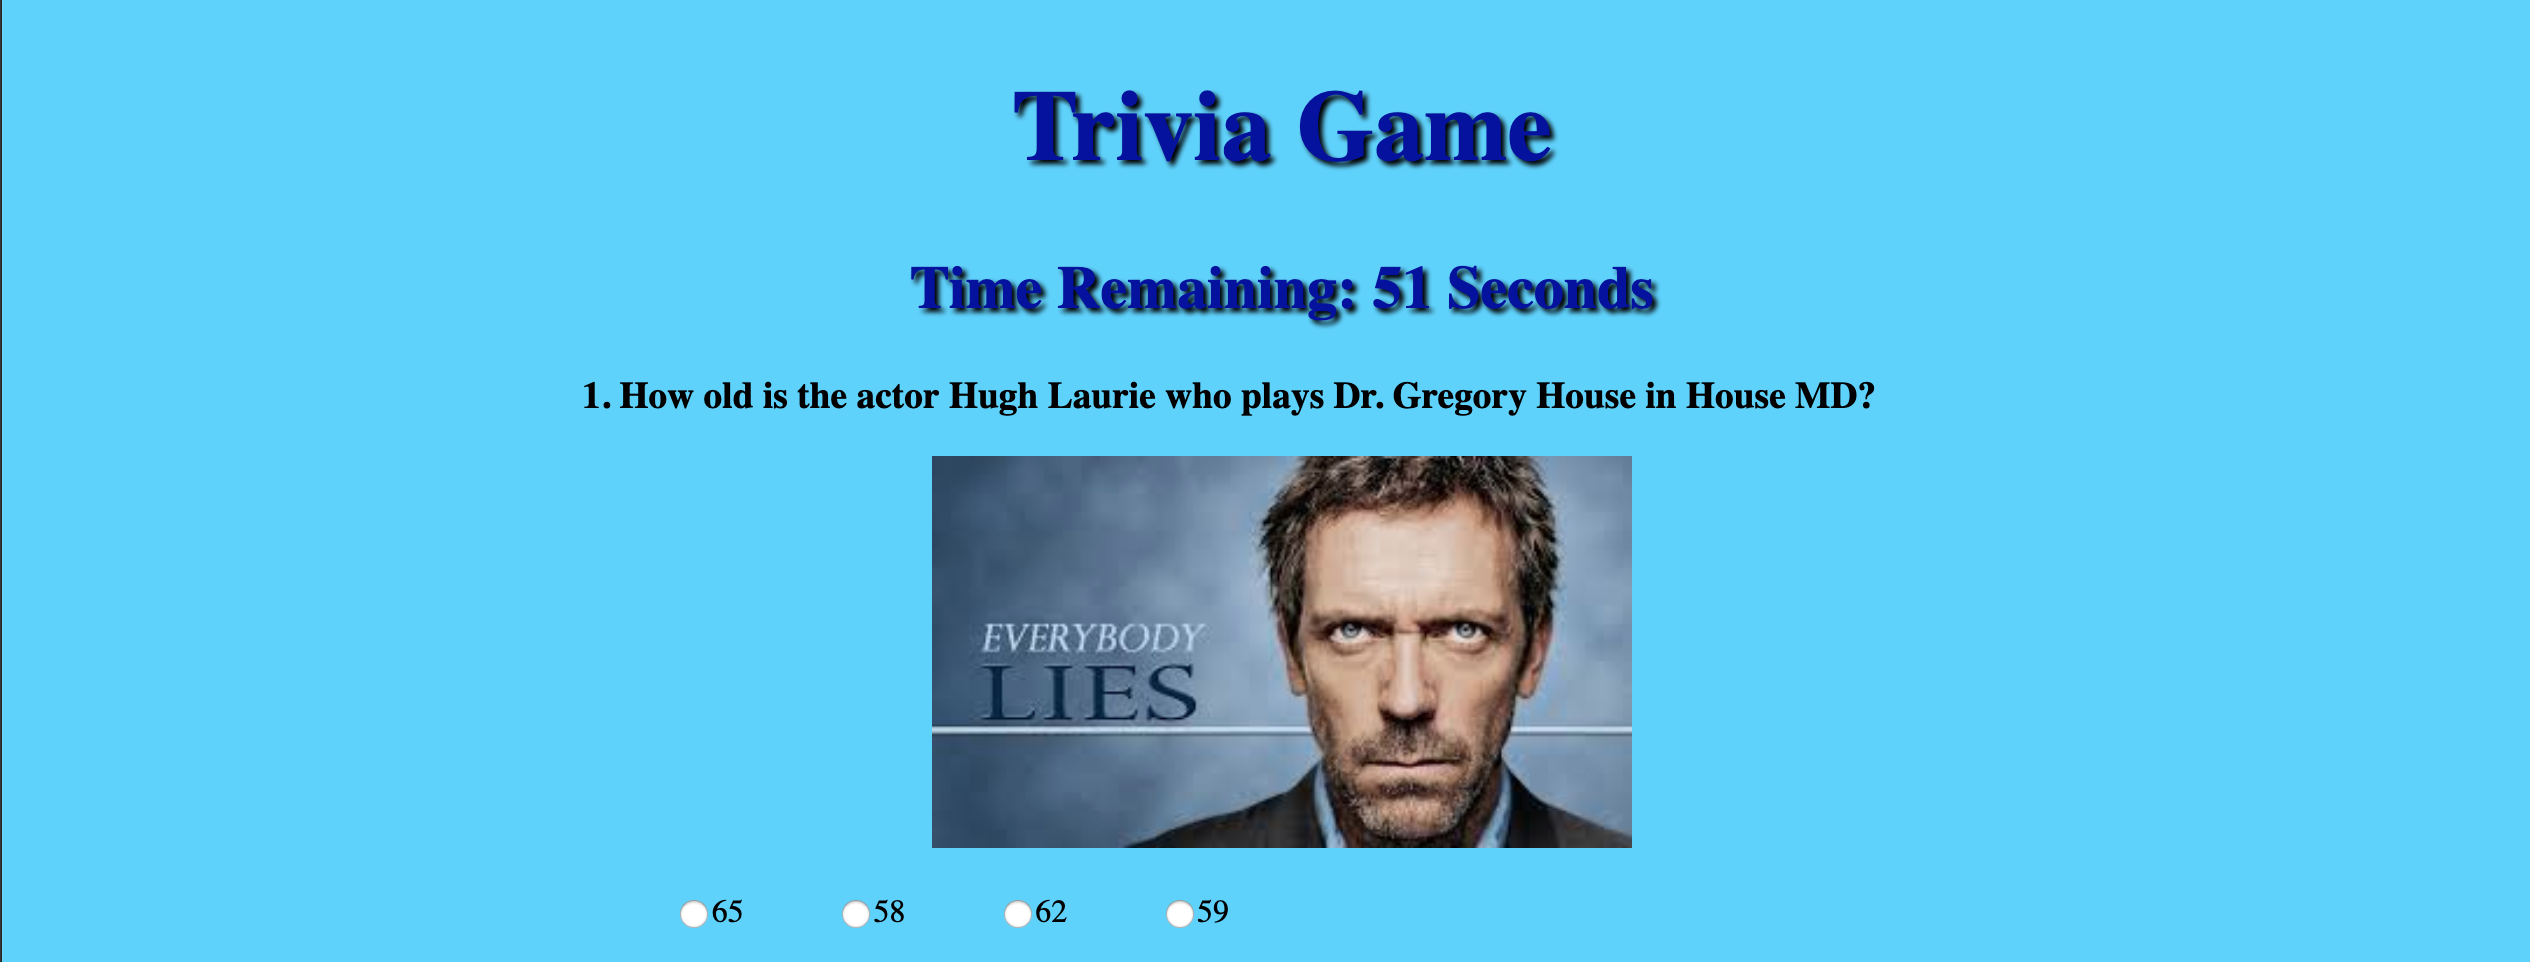 Trivia Game
Time Remaining: 51 Seconds
1. How old is the actor Hugh Laurie who plays Dr. Gregory House in House MD?
EVERYBODY
LIES
65 58 62 59